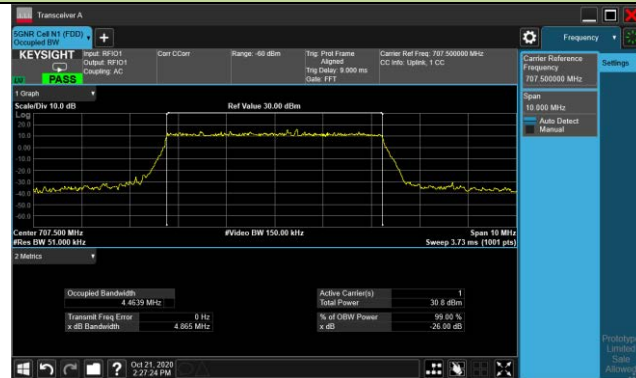 Transceiver A
5GNR Cell N1 (FDD)
Occupied BW
Frequency
KEYSIGHT
Input: RFIO1
Output: RFIO1
Coupling: AC
Corr CCorr
Range: -60 dBm
Trig: Prot Frame
Aligned
Trig Delay: 9.000 ms
Gate: FFT
Carrier Ref Freq: 707.500000 MHz
CC Info: Uplink, 1 CC
PASS
Carrier Reference
Frequency
707.500000 MHz
Settings
Span
10.000 MHz
Auto Detect
Manual
1 Graph
Scale/Div 10.0 dB
Ref Value 30.00 dBm
Log
20.0
10.0
0.00
-10.0
-20.0
-30.0
-40.0
-50.0
-60.0
Center 707.500 MHz
#Video BW 150.00 kHz
Span 10 MHz
#Res BW 51.000 kHz
Sweep 3.73 ms (1001 pts)
2 Metrics
Occupied Bandwidth
4.4639 MHz
Active Carrier(s) 1
Total Power 30.8 dBm
Transmit Freq Error 0 Hz
x dB Bandwidth 4.865 MHz
% of OBW Power 99.00 %
x dB -26.00 dB
Prototype
Limited
Sale
Allowed
Oct 21, 2020
2:27:24 PM